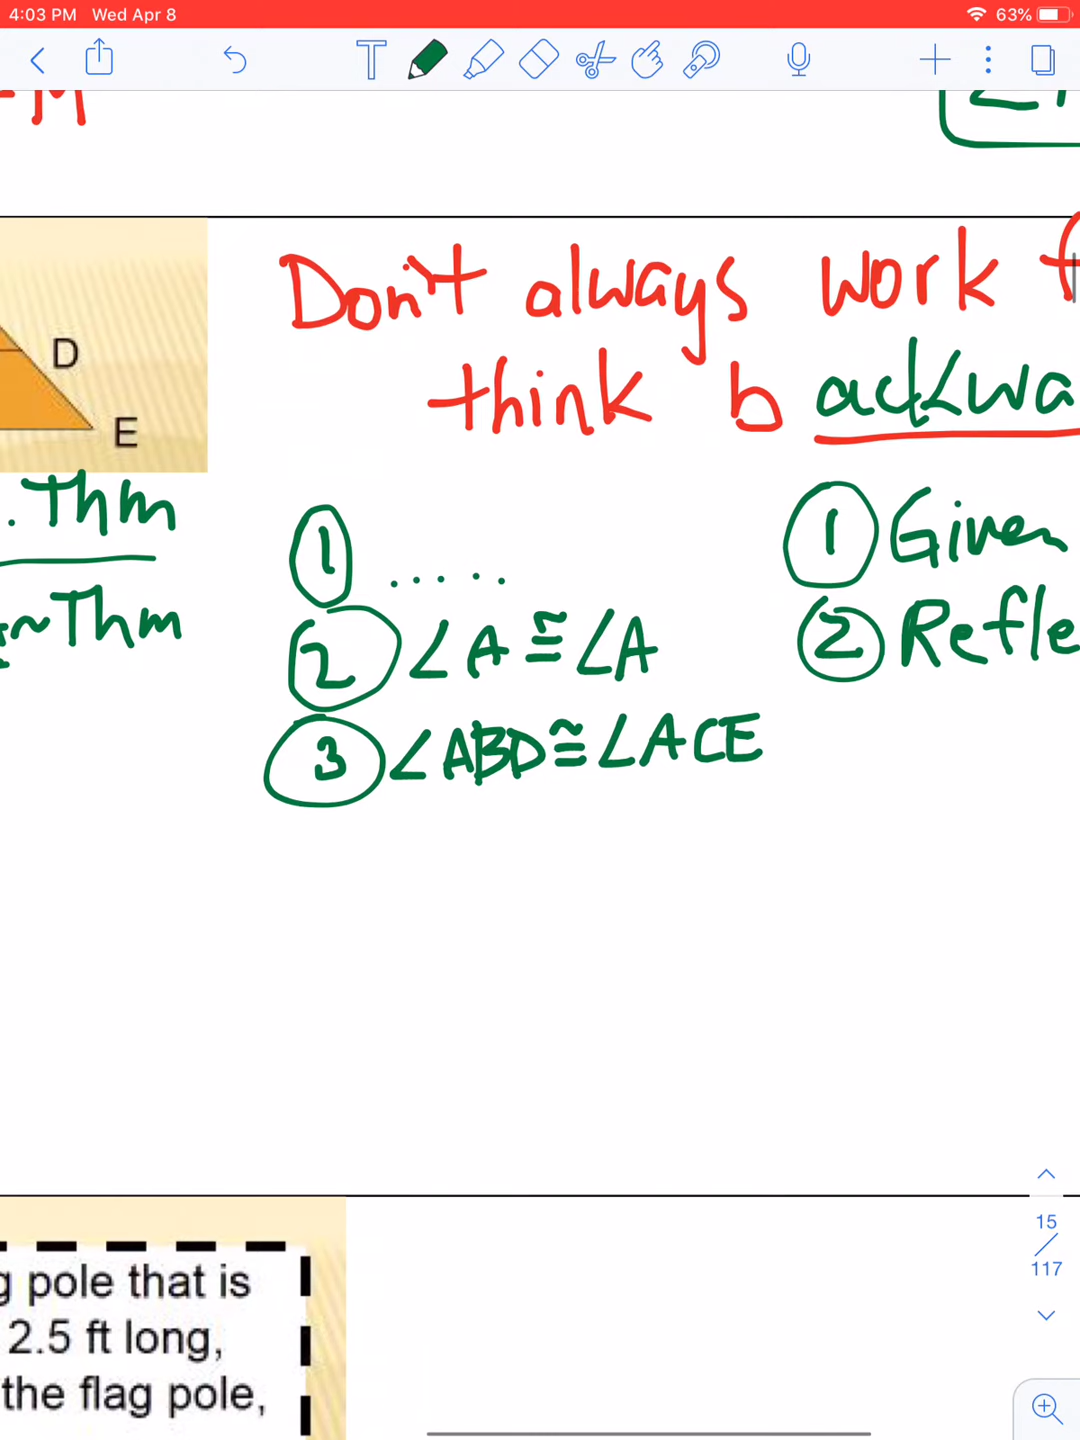 4:03 PM Wed Apr 8 63%
T
M
Don't always work f
D
think backwa
E
. Thm
① ..... ① Given
~Thm
② ∠A ≅ ∠A ② Refle
③ ∠ABD ≅ ∠ACE
15
117
g pole that is
2.5 ft long,
the flag pole,